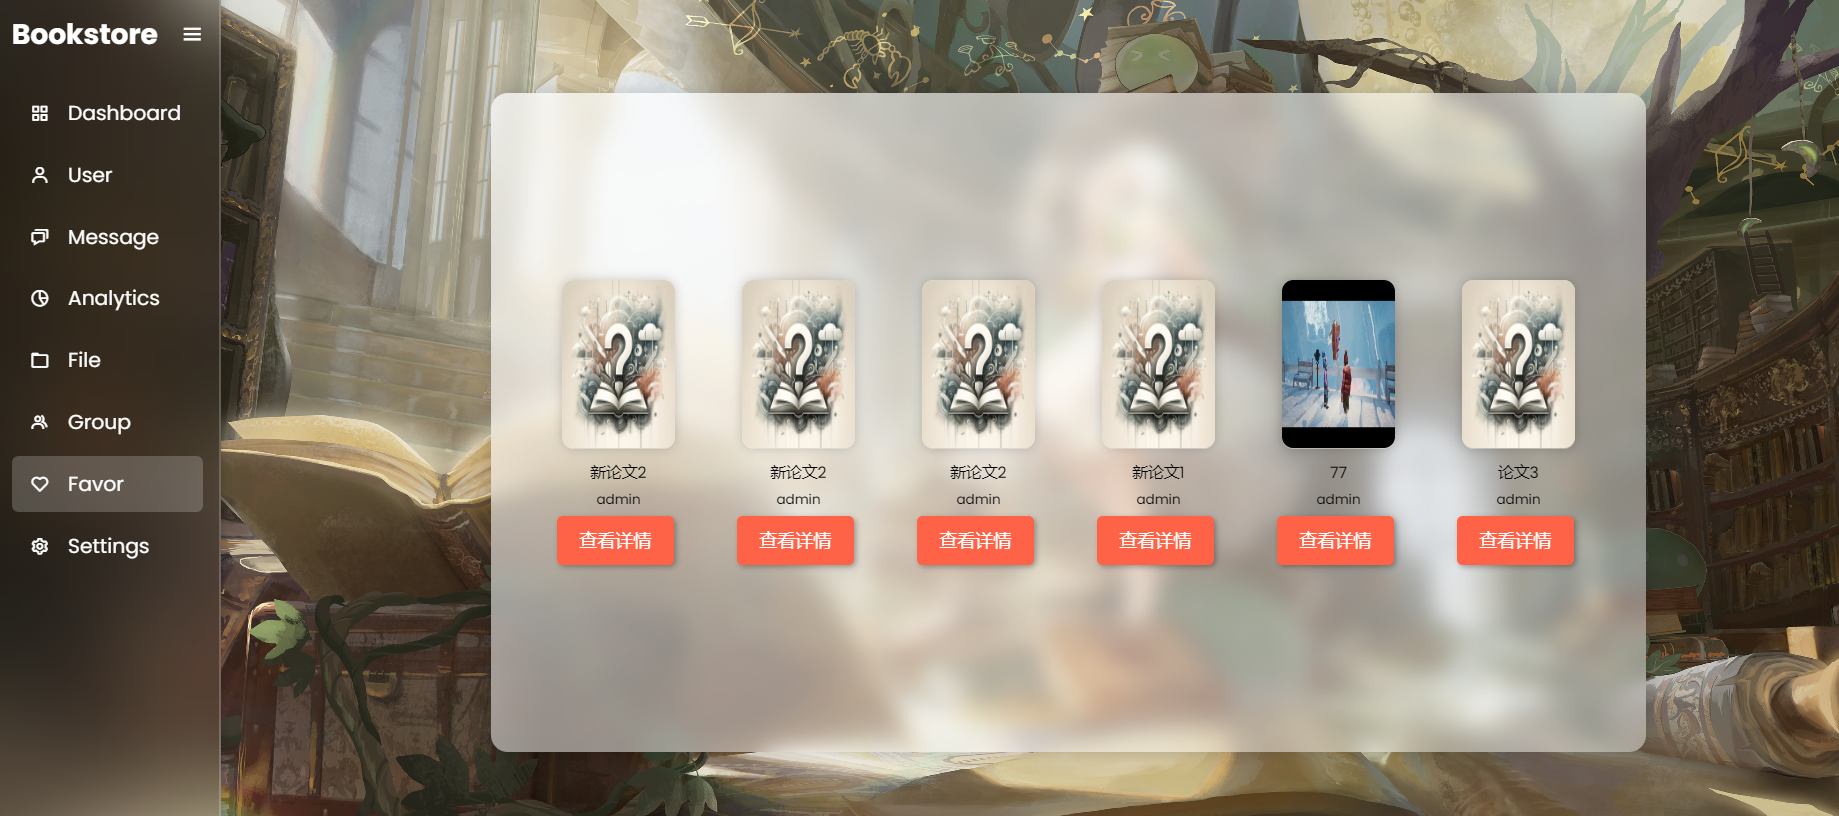 Bookstore
Dashboard
User
Message
Analytics
File
Group
Favor
Settings
新论文2
admin
查看详情
新论文2
admin
查看详情
新论文2
admin
查看详情
新论文1
admin
查看详情
77
admin
查看详情
论文3
admin
查看详情